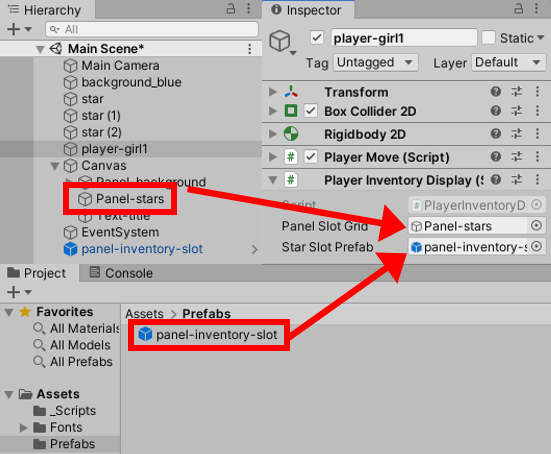 Hierarchy
All
Main Scene*
Main Camera
background_blue
star
star (1)
star (2)
player-girl1
Canvas
Panel-background
Panel-stars
Text-title
EventSystem
panel-inventory-slot
Inspector
player-girl1
Static
Tag Untagged Layer Default
Transform
Box Collider 2D
Rigidbody 2D
Player Move (Script)
Player Inventory Display (S
Script PlayerInventoryD
Panel Slot Grid Panel-stars
Star Slot Prefab panel-inventory-s
Project Console
Favorites
All Materials
All Models
All Prefabs
Assets
_Scripts
Fonts
Prefabs
Assets > Prefabs
panel-inventory-slot